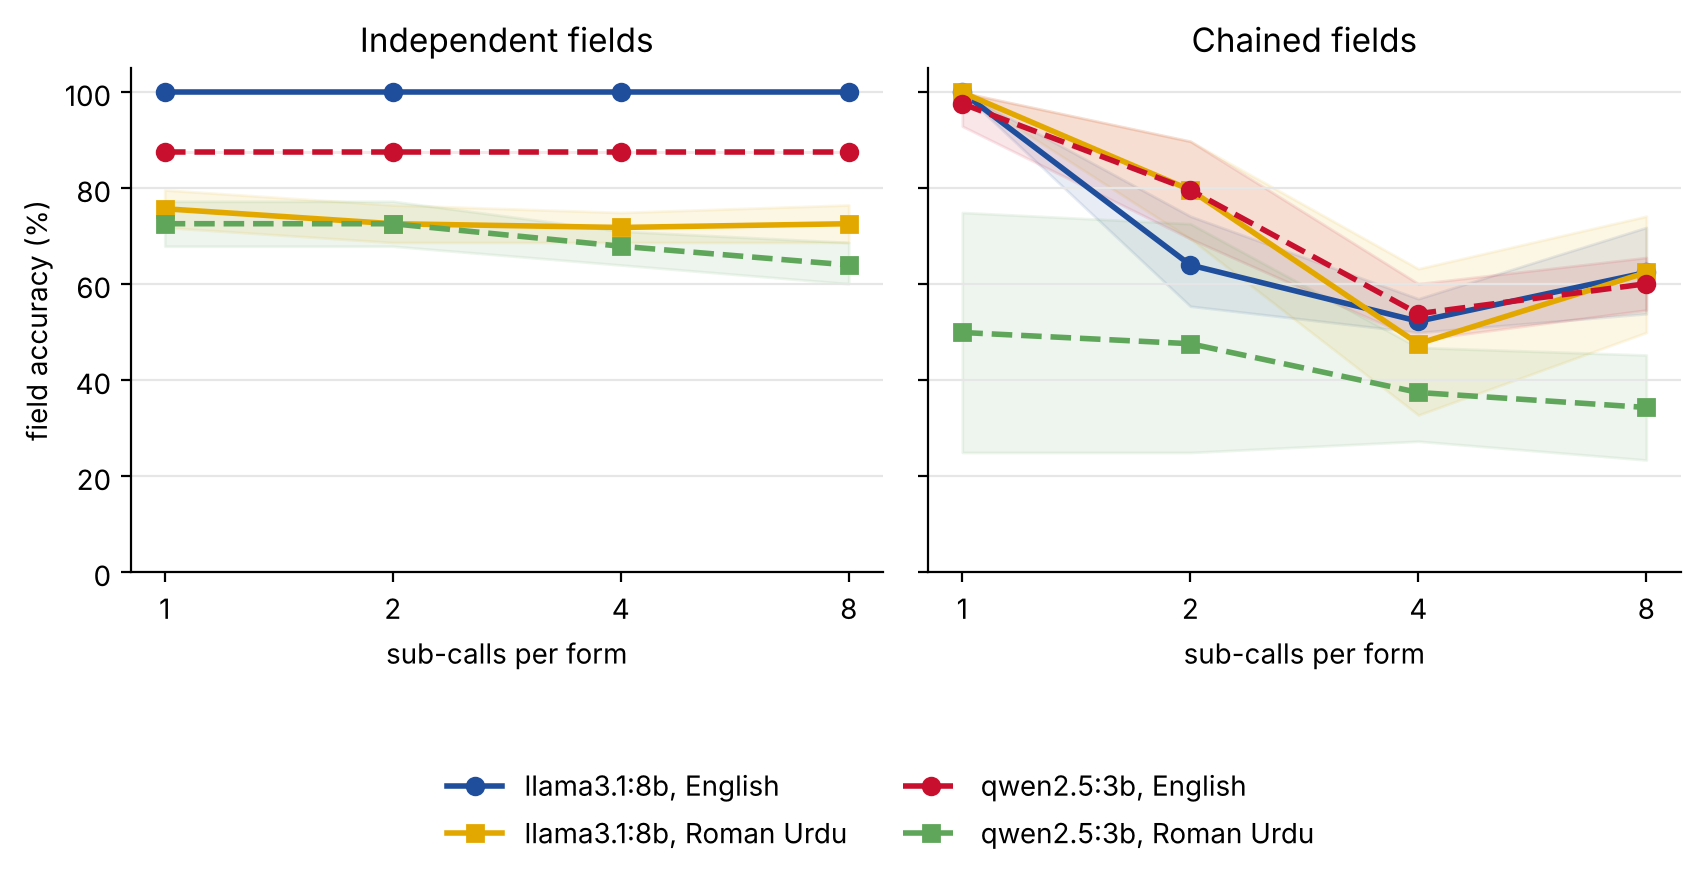 Independent fields
Chained fields
field accuracy (%)
100
80
60
40
20
0
1 2 4 8
1 2 4 8
sub-calls per form
sub-calls per form
llama3.1:8b, English
qwen2.5:3b, English
llama3.1:8b, Roman Urdu
qwen2.5:3b, Roman Urdu